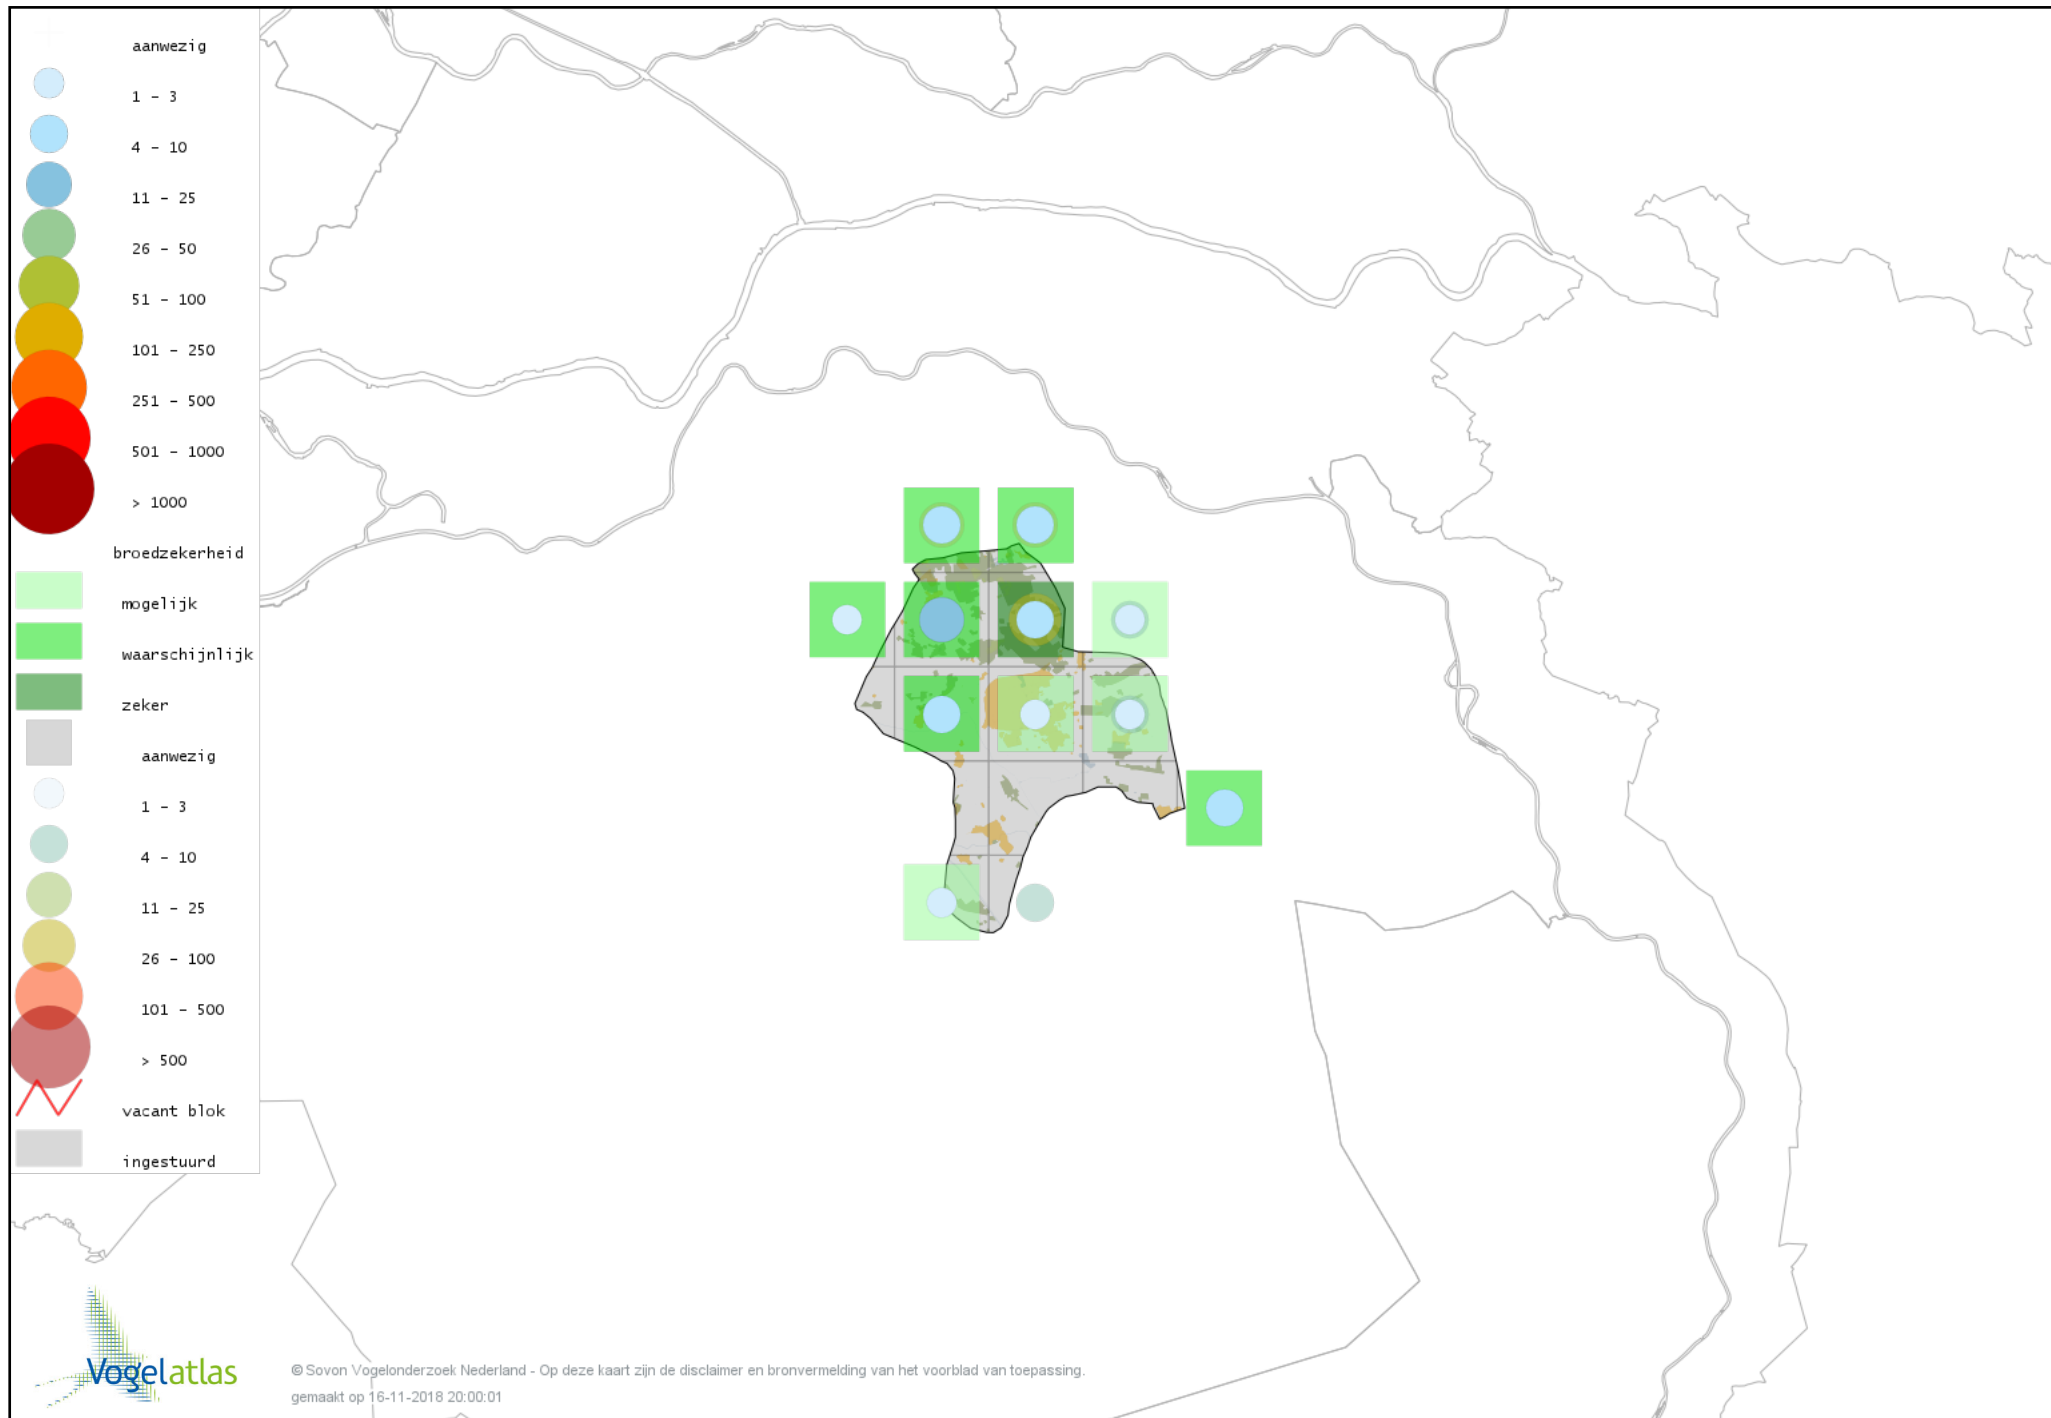 aanwezig
1 - 3
4 - 10
11 - 25
26 - 50
51 - 100
101 - 250
251 - 500
501 - 1000
> 1000
broedzekerheid
mogelijk
waarschijnlijk
zeker
aanwezig
1 - 3
4 - 10
11 - 25
26 - 100
101 - 500
> 500
vacant blok
ingestuurd
Vogelatlas
© Sovon Vogelonderzoek Nederland - Op deze kaart zijn de disclaimer en bronvermelding van het voorblad van toepassing.
gemaakt op 16-11-2018 20:00:01